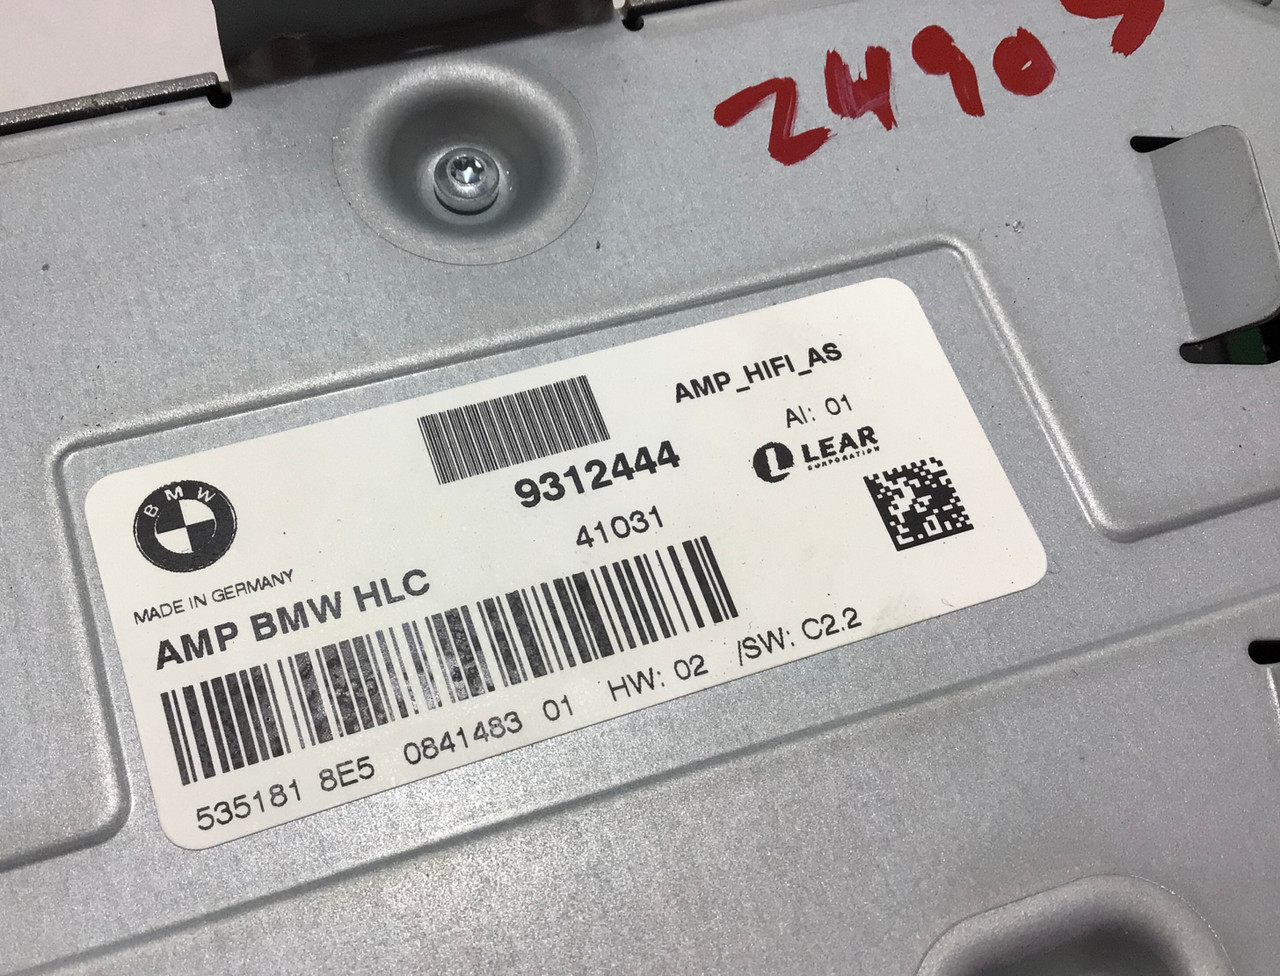 24903
AMP_HIFI_AS
AI: 01
LEAR
CORPORATION
9312444
41031
BMW
MADE IN GERMANY
AMP BMW HLC
535181 8E5 0841483 01 HW: 02 /SW: C2.2